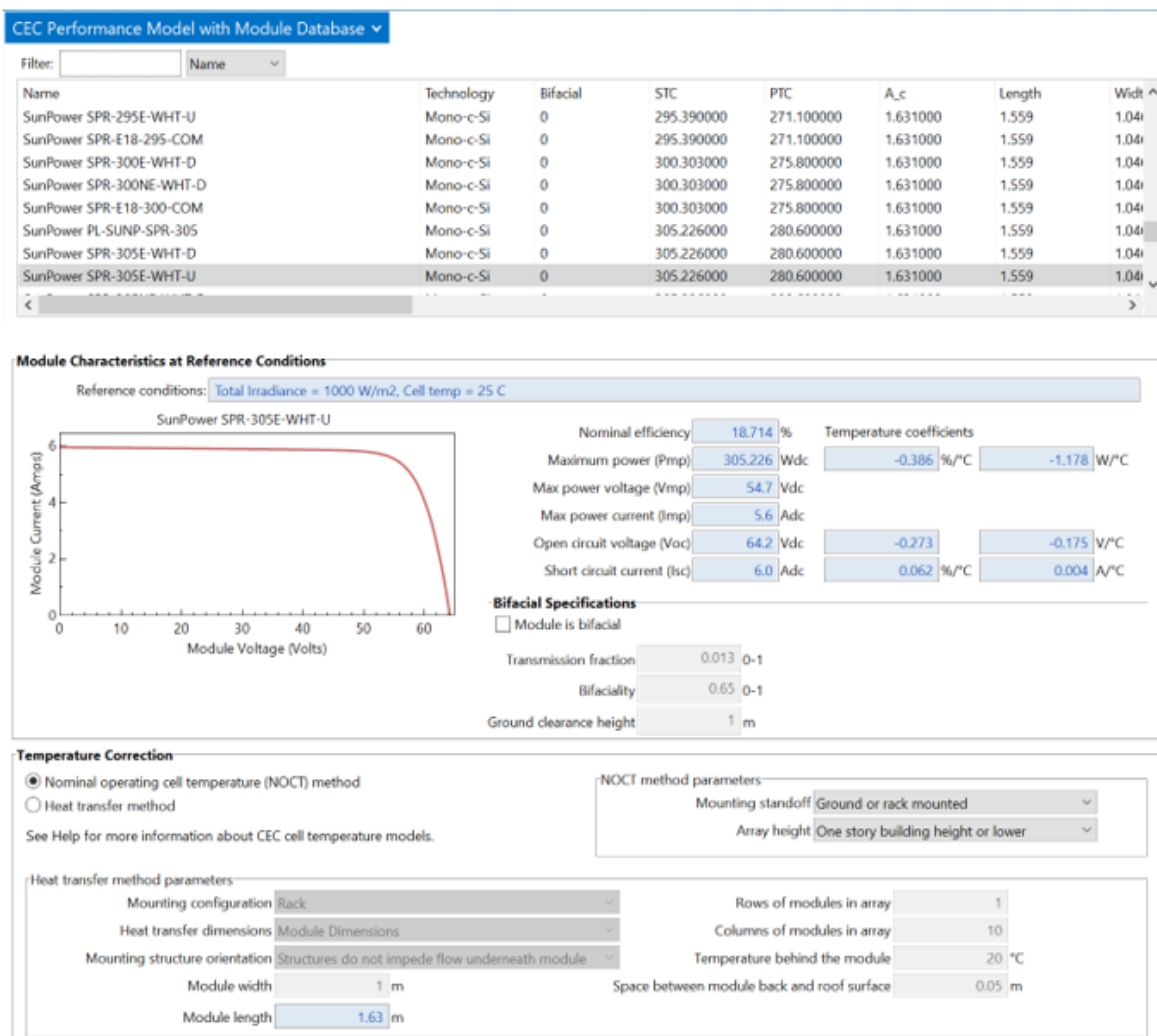 CEC Performance Model with Module Database
Filter: Name
Name Technology Bifacial STC PTC A_c Length Widt
SunPower SPR-295E-WHT-U Mono-c-Si 0 295.390000 271.100000 1.631000 1.559 1.04
SunPower SPR-E18-295-COM Mono-c-Si 0 295.390000 271.100000 1.631000 1.559 1.04
SunPower SPR-300E-WHT-D Mono-c-Si 0 300.303000 275.800000 1.631000 1.559 1.04
SunPower SPR-300NE-WHT-D Mono-c-Si 0 300.303000 275.800000 1.631000 1.559 1.04
SunPower SPR-E18-300-COM Mono-c-Si 0 300.303000 275.800000 1.631000 1.559 1.04
SunPower PL-SUNP-SPR-305 Mono-c-Si 0 305.226000 280.600000 1.631000 1.559 1.04
SunPower SPR-305E-WHT-D Mono-c-Si 0 305.226000 280.600000 1.631000 1.559 1.04
SunPower SPR-305E-WHT-U Mono-c-Si 0 305.226000 280.600000 1.631000 1.559 1.04
Module Characteristics at Reference Conditions
Reference conditions: Total Irradiance = 1000 W/m2, Cell temp = 25 C
SunPower SPR-305E-WHT-U
Module Current (Amps)
6
4
2
0
0 10 20 30 40 50 60
Module Voltage (Volts)
Nominal efficiency 18.714 % Temperature coefficients
Maximum power (Pmp) 305.226 Wdc -0.386 %/°C -1.178 W/°C
Max power voltage (Vmp) 54.7 Vdc
Max power current (Imp) 5.6 Adc
Open circuit voltage (Voc) 64.2 Vdc -0.273 -0.175 V/°C
Short circuit current (Isc) 6.0 Adc 0.062 %/°C 0.004 A/°C
Bifacial Specifications
Module is bifacial
Transmission fraction 0.013 0-1
Bifaciality 0.65 0-1
Ground clearance height 1 m
Temperature Correction
Nominal operating cell temperature (NOCT) method
Heat transfer method
See Help for more information about CEC cell temperature models.
NOCT method parameters
Mounting standoff Ground or rack mounted
Array height One story building height or lower
Heat transfer method parameters
Mounting configuration Rack
Heat transfer dimensions Module Dimensions
Mounting structure orientation Structures do not impede flow underneath module
Module width 1 m
Module length 1.63 m
Rows of modules in array 1
Columns of modules in array 10
Temperature behind the module 20 °C
Space between module back and roof surface 0.05 m